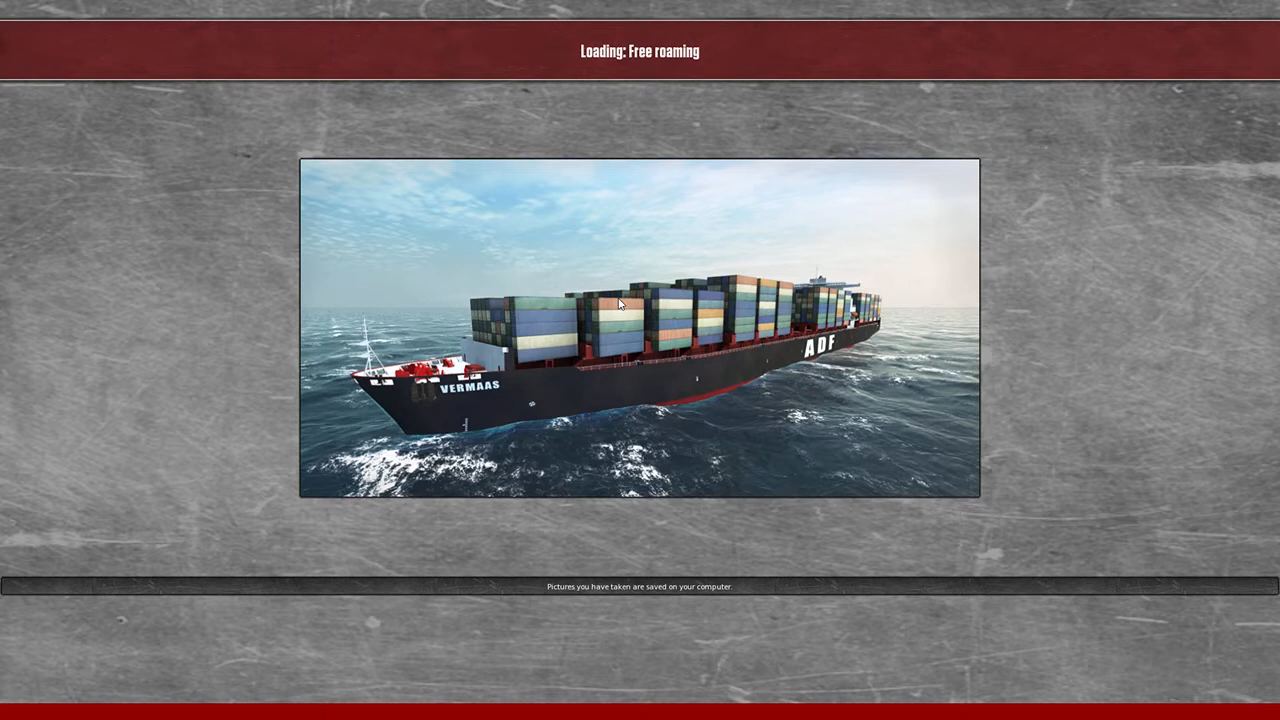 Loading: Free roaming
VERMAAS
ADF
Pictures you have taken are saved on your computer.